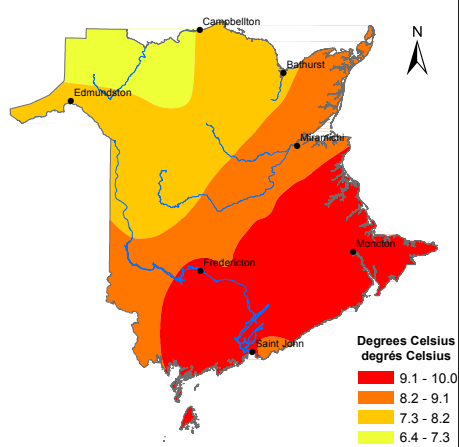 Campbellton
N
Bathurst
Edmundston
Miramichi
Moncton
Fredericton
Saint John
Degrees Celsius
degrés Celsius
9.1 - 10.0
8.2 - 9.1
7.3 - 8.2
6.4 - 7.3